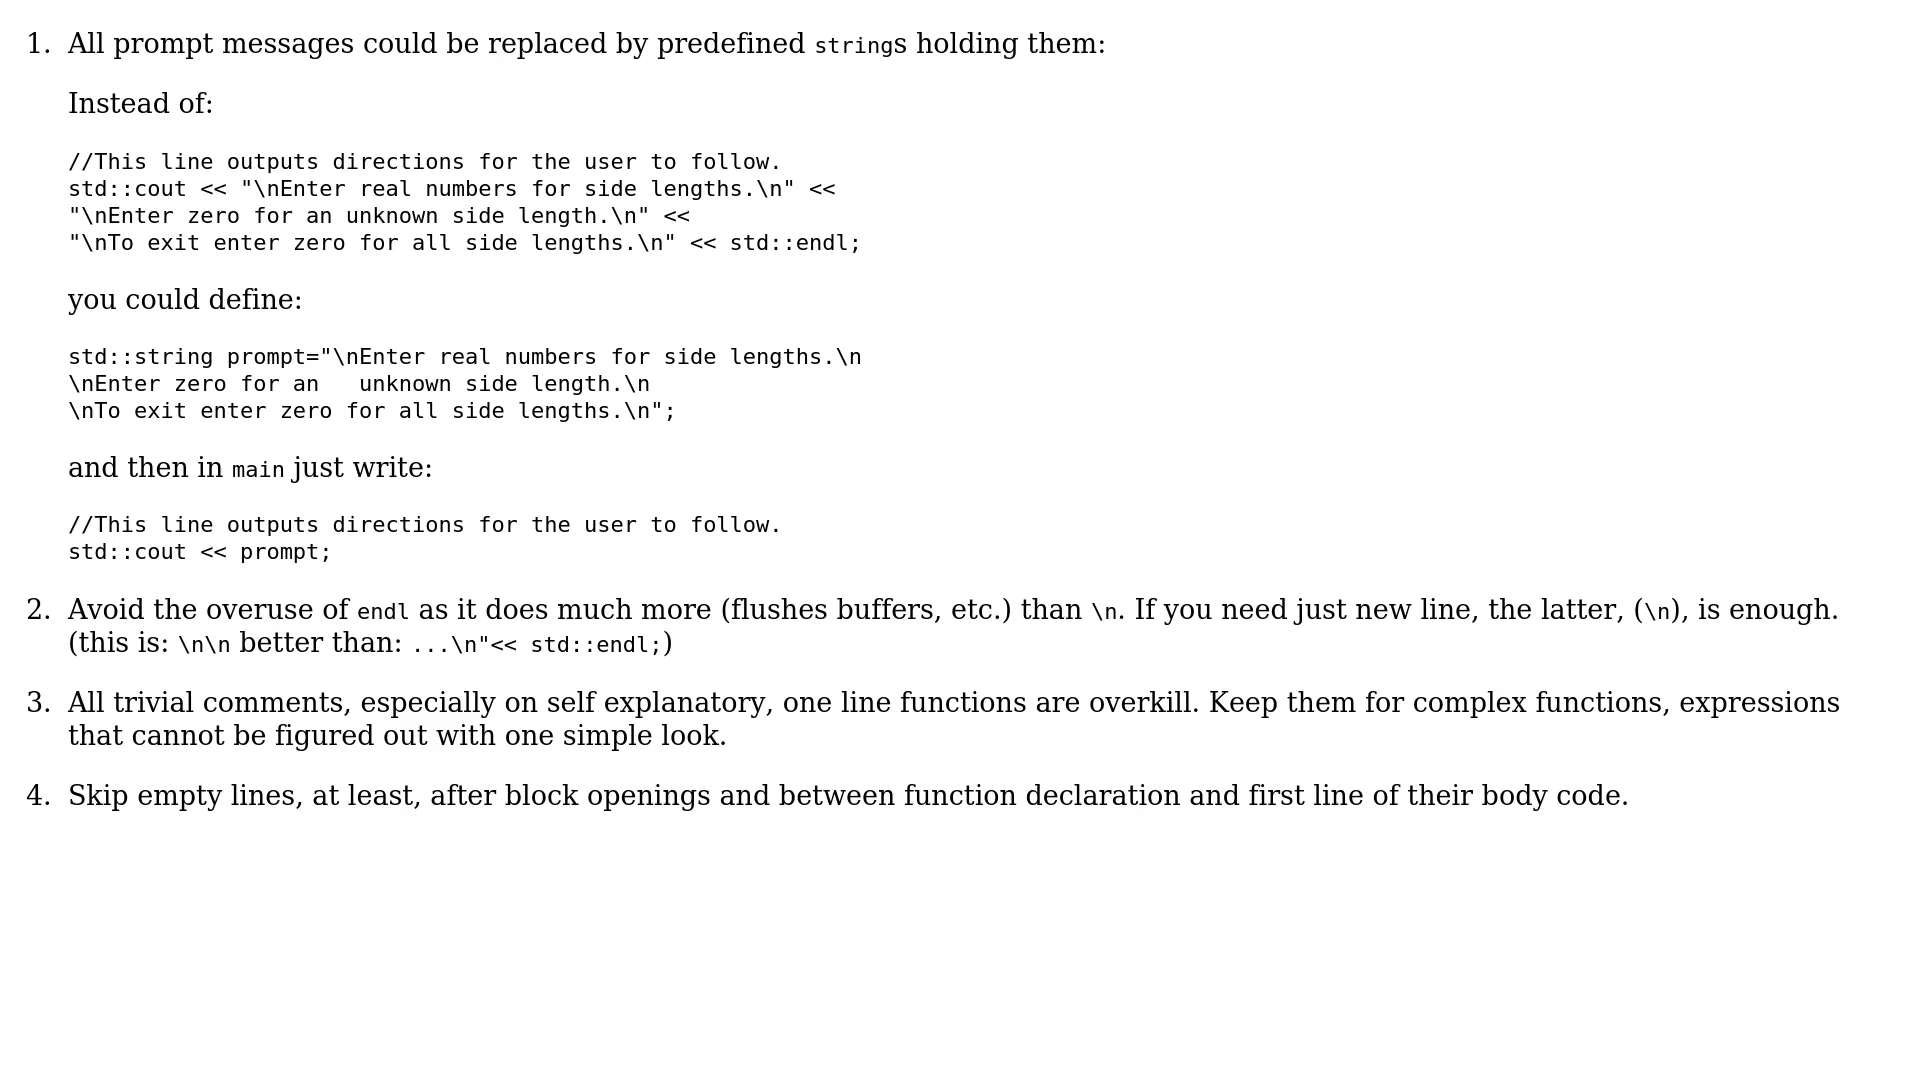 1. All prompt messages could be replaced by predefined strings holding them:
Instead of:
//This line outputs directions for the user to follow.
std::cout << "\nEnter real numbers for side lengths.\n" <<
"\nEnter zero for an unknown side length.\n" <<
"\nTo exit enter zero for all side lengths.\n" << std::endl;
you could define:
std::string prompt="\nEnter real numbers for side lengths.\n
\nEnter zero for an   unknown side length.\n
\nTo exit enter zero for all side lengths.\n";
and then in main just write:
//This line outputs directions for the user to follow.
std::cout << prompt;
2. Avoid the overuse of endl as it does much more (flushes buffers, etc.) than \n. If you need just new line, the latter, (\n), is enough.
(this is: \n\n better than: ...\n"<< std::endl;)
3. All trivial comments, especially on self explanatory, one line functions are overkill. Keep them for complex functions, expressions
that cannot be figured out with one simple look.
4. Skip empty lines, at least, after block openings and between function declaration and first line of their body code.